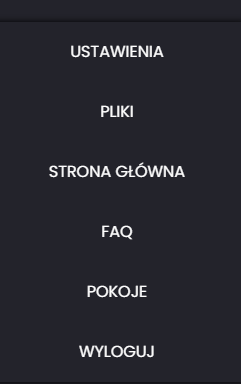 USTAWIENIA
PLIKI
STRONA GŁÓWNA
FAQ
POKOJE
WYLOGUJ